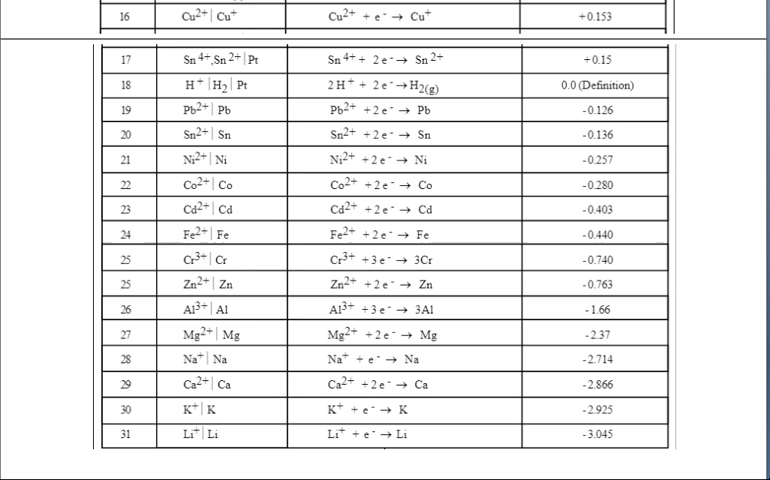 16 Cu²⁺ | Cu⁺ Cu²⁺ + e⁻ → Cu⁺ +0.153
17 Sn⁴⁺,Sn²⁺ | Pt Sn⁴⁺ + 2e⁻ → Sn²⁺ +0.15
18 H⁺ | H₂ | Pt 2H⁺ + 2e⁻ → H₂(g) 0.0 (Definition)
19 Pb²⁺ | Pb Pb²⁺ + 2e⁻ → Pb -0.126
20 Sn²⁺ | Sn Sn²⁺ + 2e⁻ → Sn -0.136
21 Ni²⁺ | Ni Ni²⁺ + 2e⁻ → Ni -0.257
22 Co²⁺ | Co Co²⁺ + 2e⁻ → Co -0.280
23 Cd²⁺ | Cd Cd²⁺ + 2e⁻ → Cd -0.403
24 Fe²⁺ | Fe Fe²⁺ + 2e⁻ → Fe -0.440
25 Cr³⁺ | Cr Cr³⁺ + 3e⁻ → 3Cr -0.740
25 Zn²⁺ | Zn Zn²⁺ + 2e⁻ → Zn -0.763
26 Al³⁺ | Al Al³⁺ + 3e⁻ → 3Al -1.66
27 Mg²⁺ | Mg Mg²⁺ + 2e⁻ → Mg -2.37
28 Na⁺ | Na Na⁺ + e⁻ → Na -2.714
29 Ca²⁺ | Ca Ca²⁺ + 2e⁻ → Ca -2.866
30 K⁺ | K K⁺ + e⁻ → K -2.925
31 Li⁺ | Li Li⁺ + e⁻ → Li -3.045